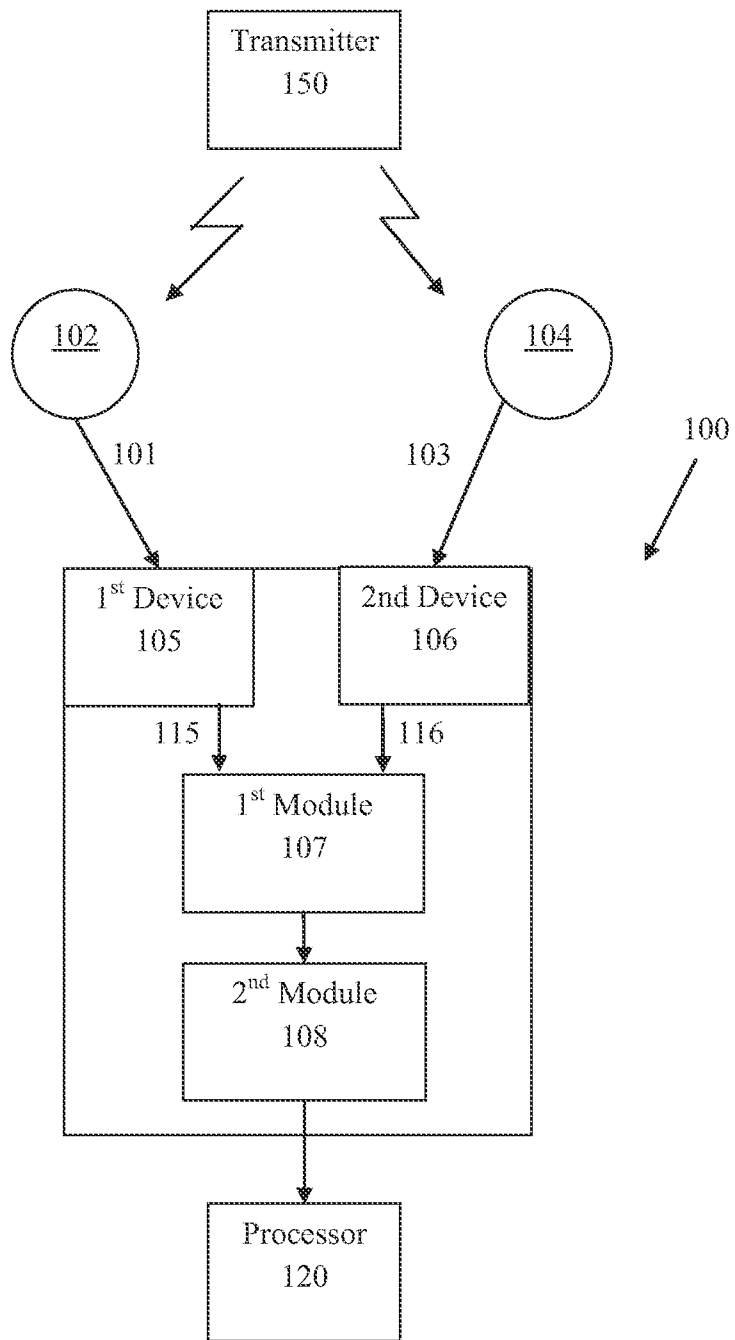 Transmitter
150
102
104
101
103
100
1st Device
105
2nd Device
106
115
116
1st Module
107
2nd Module
108
Processor
120